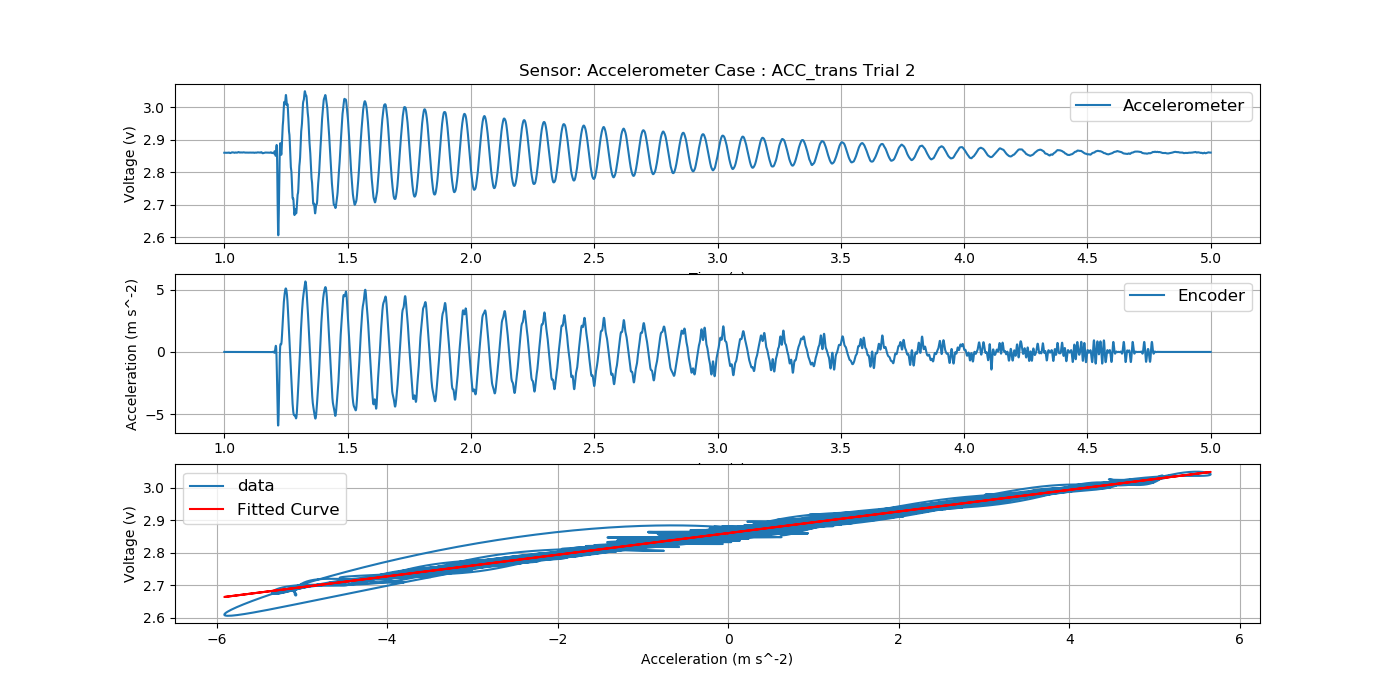 Sensor: Accelerometer Case : ACC_trans Trial 2
Accelerometer
Voltage (v)
3.0
2.9
2.8
2.7
2.6
1.0 1.5 2.0 2.5 3.0 3.5 4.0 4.5 5.0
Encoder
Acceleration (m s^-2)
5
0
−5
1.0 1.5 2.0 2.5 3.0 3.5 4.0 4.5 5.0
data
Fitted Curve
Voltage (v)
3.0
2.9
2.8
2.7
2.6
−6 −4 −2 0 2 4 6
Acceleration (m s^-2)